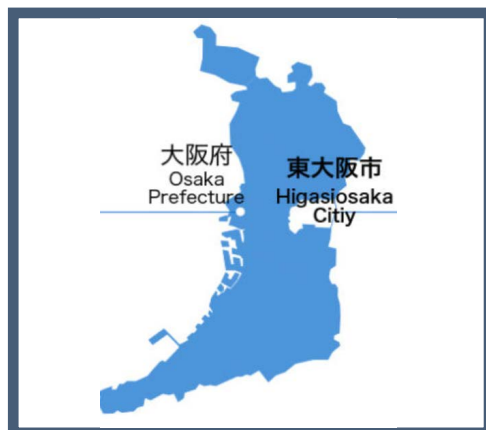 大阪府
Osaka
Prefecture
東大阪市
Higasiosaka
Citiy